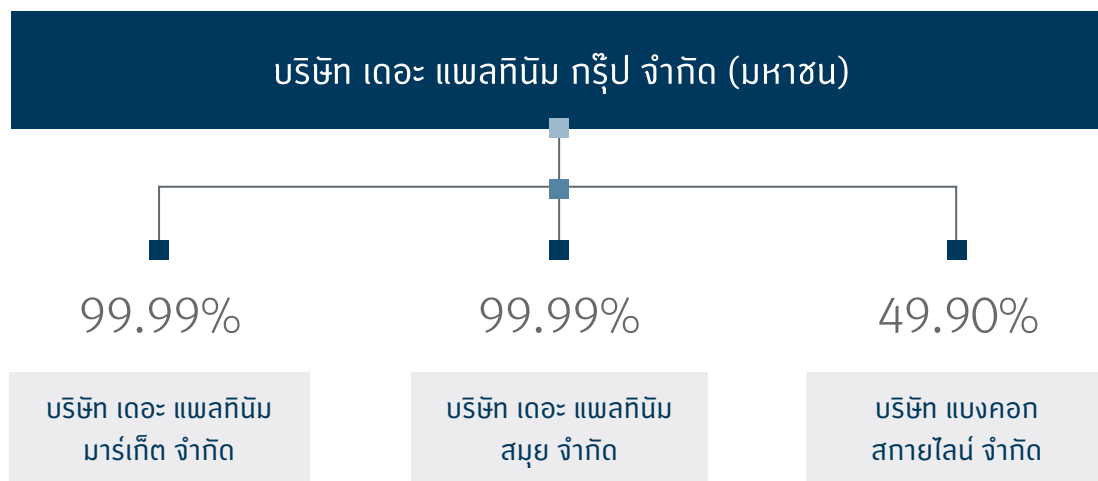 บริษัท เดอะ แพลทินัม กรุ๊ป จำกัด (มหาชน)
99.99%
99.99%
49.90%
บริษัท เดอะ แพลทินัม
มาร์เก็ต จำกัด
บริษัท เดอะ แพลทินัม
สมุย จำกัด
บริษัท แบงคอก
สกายไลน์ จำกัด